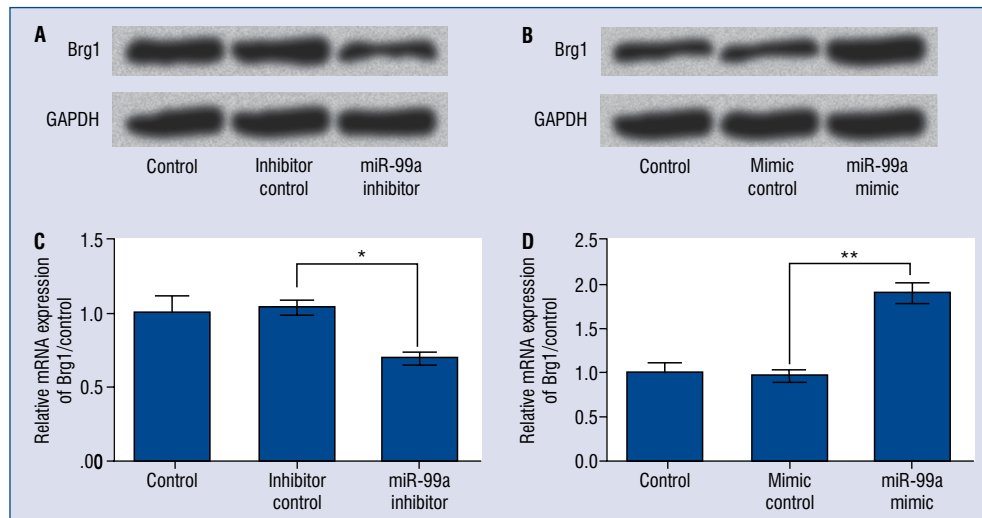 A
Brg1
GAPDH
Control
Inhibitor
control
miR-99a
inhibitor
B
Brg1
GAPDH
Control
Mimic
control
miR-99a
mimic
C
Relative mRNA expression
of Brg1/control
1.5
1.0
0.5
.00
*
Control
Inhibitor
control
miR-99a
inhibitor
D
Relative mRNA expression
of Brg1/control
2.5
2.0
1.5
1.0
0.5
0.0
**
Control
Mimic
control
miR-99a
mimic